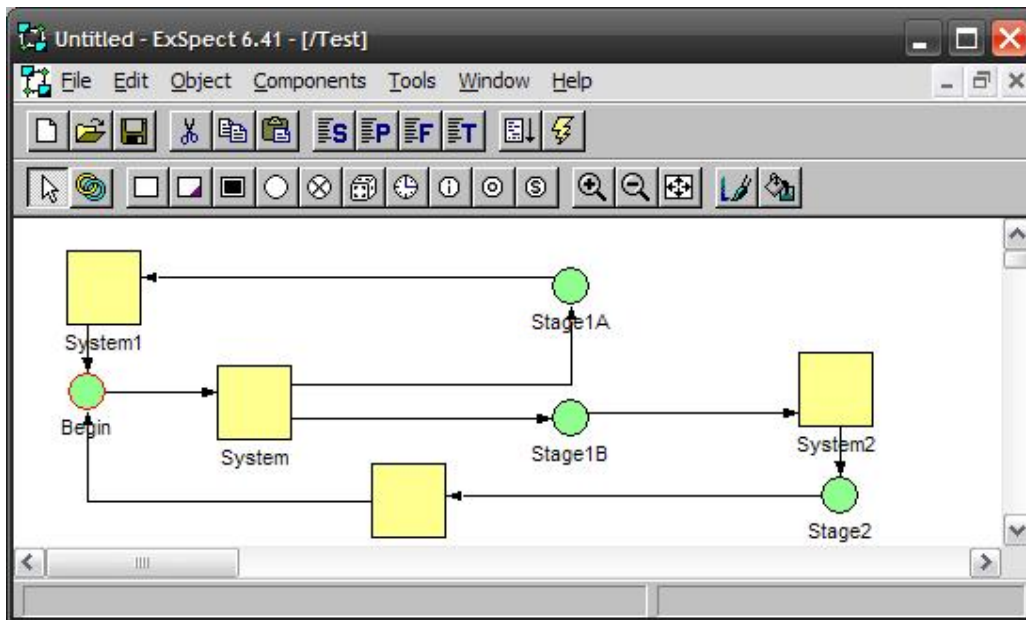 Untitled - ExSpect 6.41 - [/Test]
File Edit Object Components Tools Window Help
S P F T
System1
Stage1A
Begin
System
Stage1B
System2
Stage2